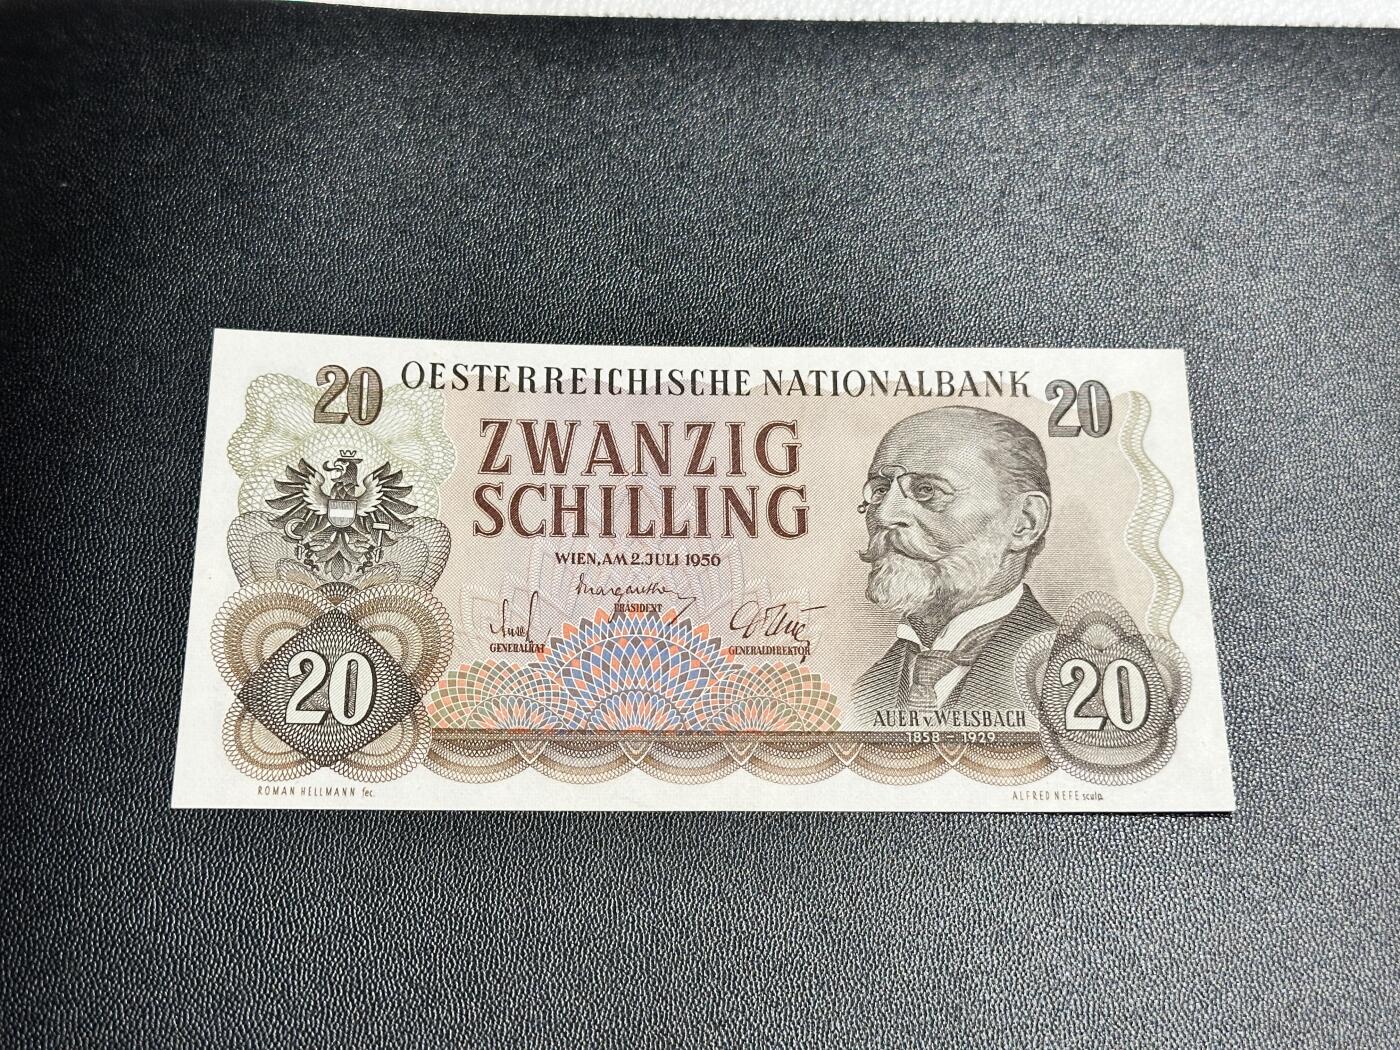 20 OESTERREICHISCHE NATIONALBANK 20
ZWANZIG
SCHILLING
WIEN, AM 2. JULI 1956
PRÄSIDENT
GENERALRAT
GENERALDIREKTOR
20
20
AUER v. WELSBACH
1858 - 1929
ROMAN HELLMANN fec.
ALFRED NEFE sculp.